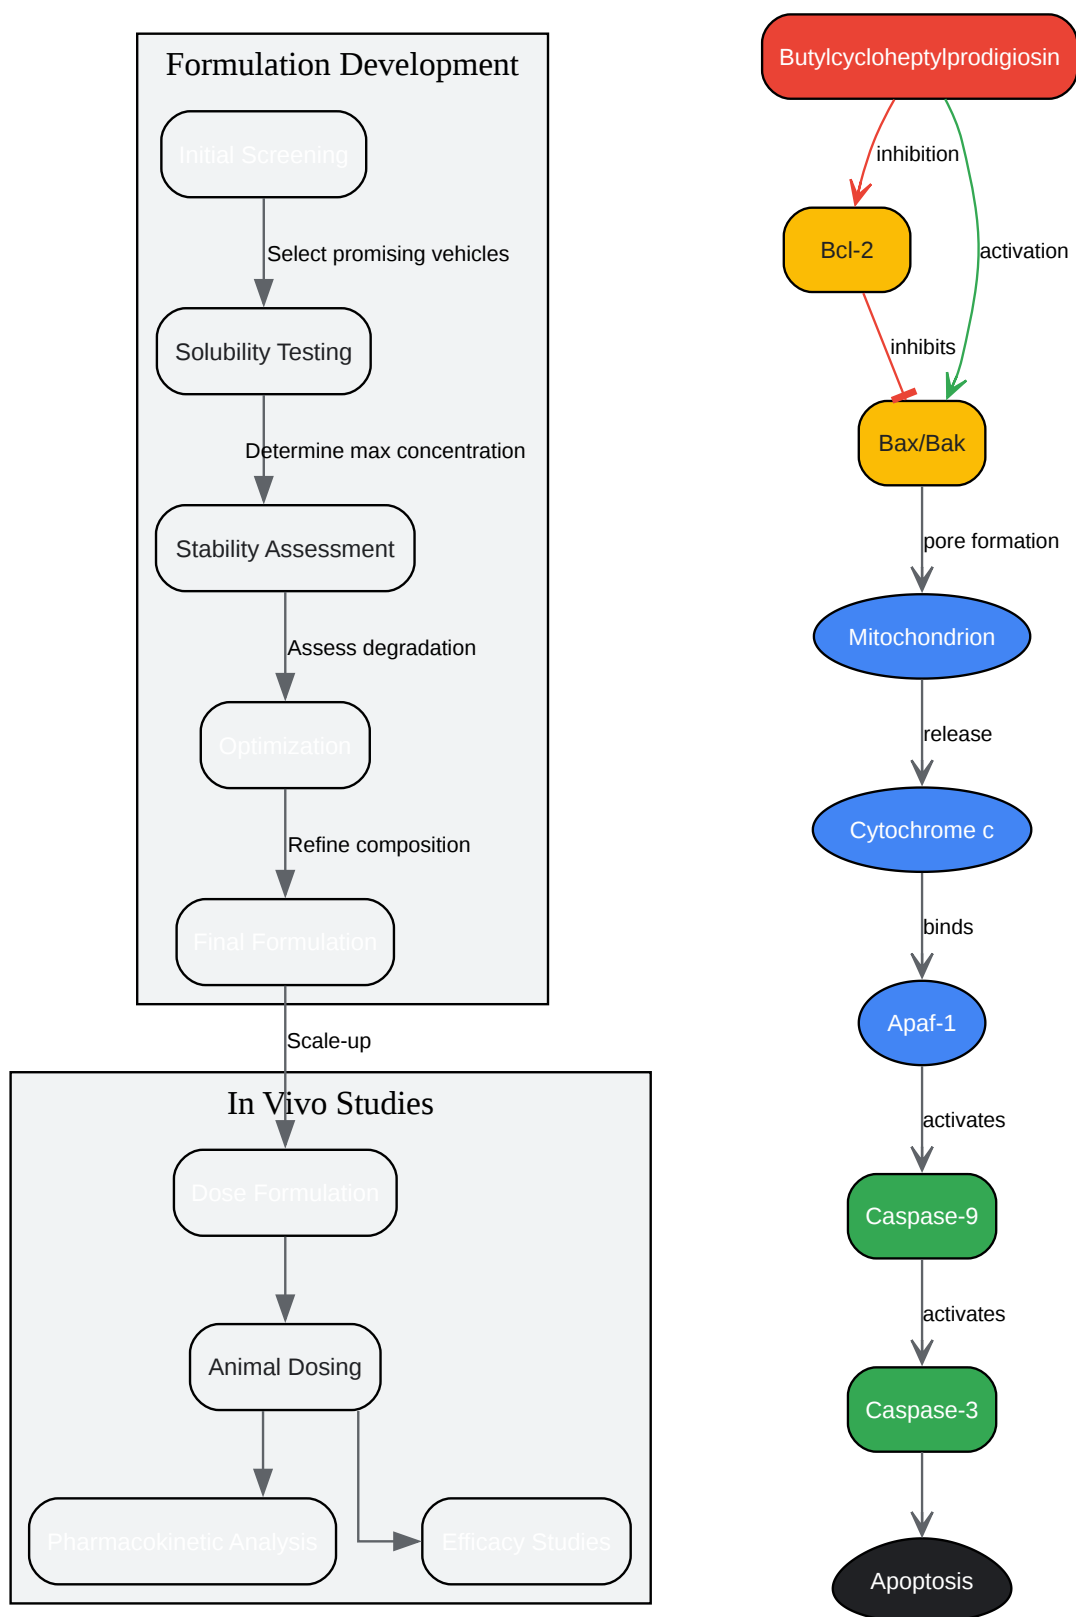 Formulation Development
Initial Screening
Select promising vehicles
Solubility Testing
Determine max concentration
Stability Assessment
Assess degradation
Optimization
Refine composition
Final Formulation
Scale-up
In Vivo Studies
Dose Formulation
Animal Dosing
Pharmacokinetic Analysis
Efficacy Studies
Butylcycloheptylprodigiosin
inhibition
Bcl-2
activation
inhibits
Bax/Bak
pore formation
Mitochondrion
release
Cytochrome c
binds
Apaf-1
activates
Caspase-9
activates
Caspase-3
Apoptosis